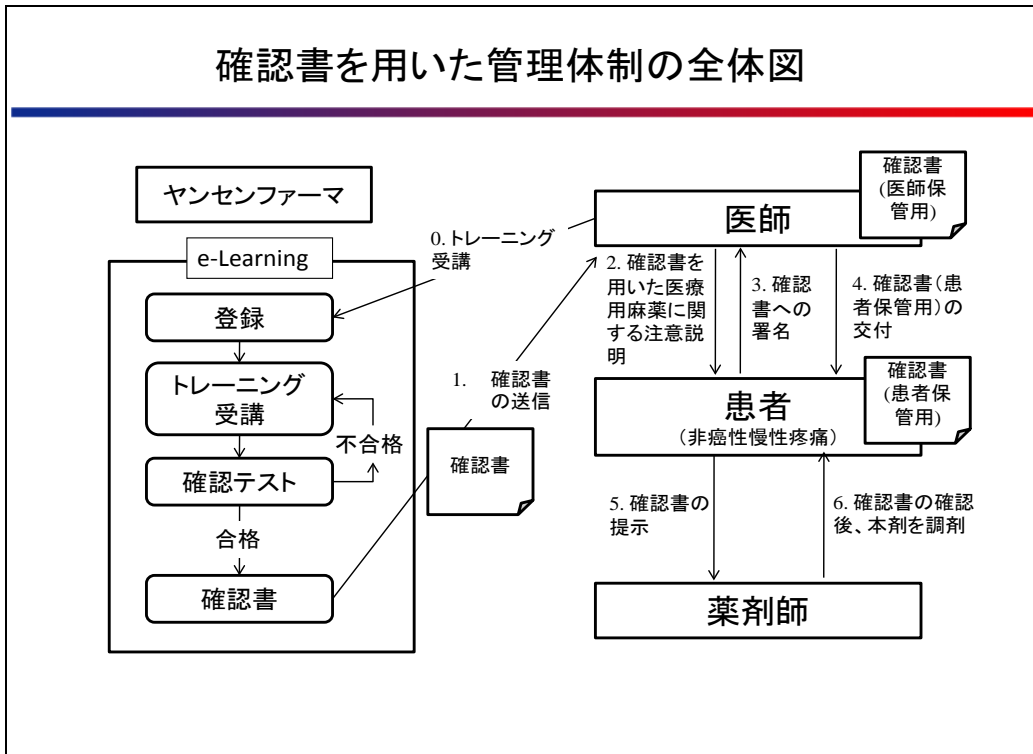 確認書を用いた管理体制の全体図
ヤンセンファーマ
e-Learning
登録
トレーニング
受講
不合格
確認テスト
合格
確認書
0. トレーニング
受講
1. 確認書
の送信
確認書
医師
確認書
(医師保
管用)
2. 確認書を
用いた医療
用麻薬に関
する注意説
明
3. 確認
書への
署名
4. 確認書(患
者保管用)の
交付
患者
(非癌性慢性疼痛)
確認書
(患者保
管用)
5. 確認書の
提示
6. 確認書の確認
後、本剤を調剤
薬剤師